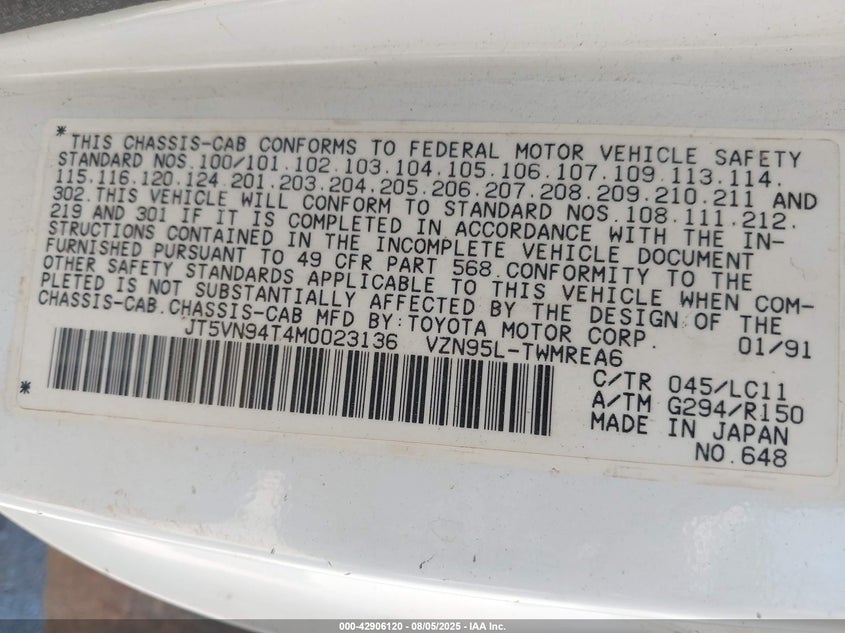 * THIS CHASSIS-CAB CONFORMS TO FEDERAL MOTOR VEHICLE SAFETY
STANDARD NOS.100/101.102.103.104.105.106.107.109.113.114.
115.116.120.124.201.203.204.205.206.207.208.209.210.211 AND
302.THIS VEHICLE WILL CONFORM TO STANDARD NOS.108.111.212.
219 AND 301 IF IT IS COMPLETED IN ACCORDANCE WITH THE IN-
STRUCTIONS CONTAINED IN THE INCOMPLETE VEHICLE DOCUMENT
FURNISHED PURSUANT TO 49 CFR PART 568.CONFORMITY TO THE
OTHER SAFETY STANDARDS APPLICABLE TO THIS VEHICLE WHEN COM-
PLETED IS NOT SUBSTANTIALLY AFFECTED BY THE DESIGN OF THE
CHASSIS-CAB.CHASSIS-CAB MFD BY:TOYOTA MOTOR CORP. 01/91
JT5VN94T4M0023136 VZN95L-TWMREA6
C/TR 045/LC11
* A/TM G294/R150
MADE IN JAPAN
NO.648
000-42906120 - 08/05/2025 - IAA Inc.